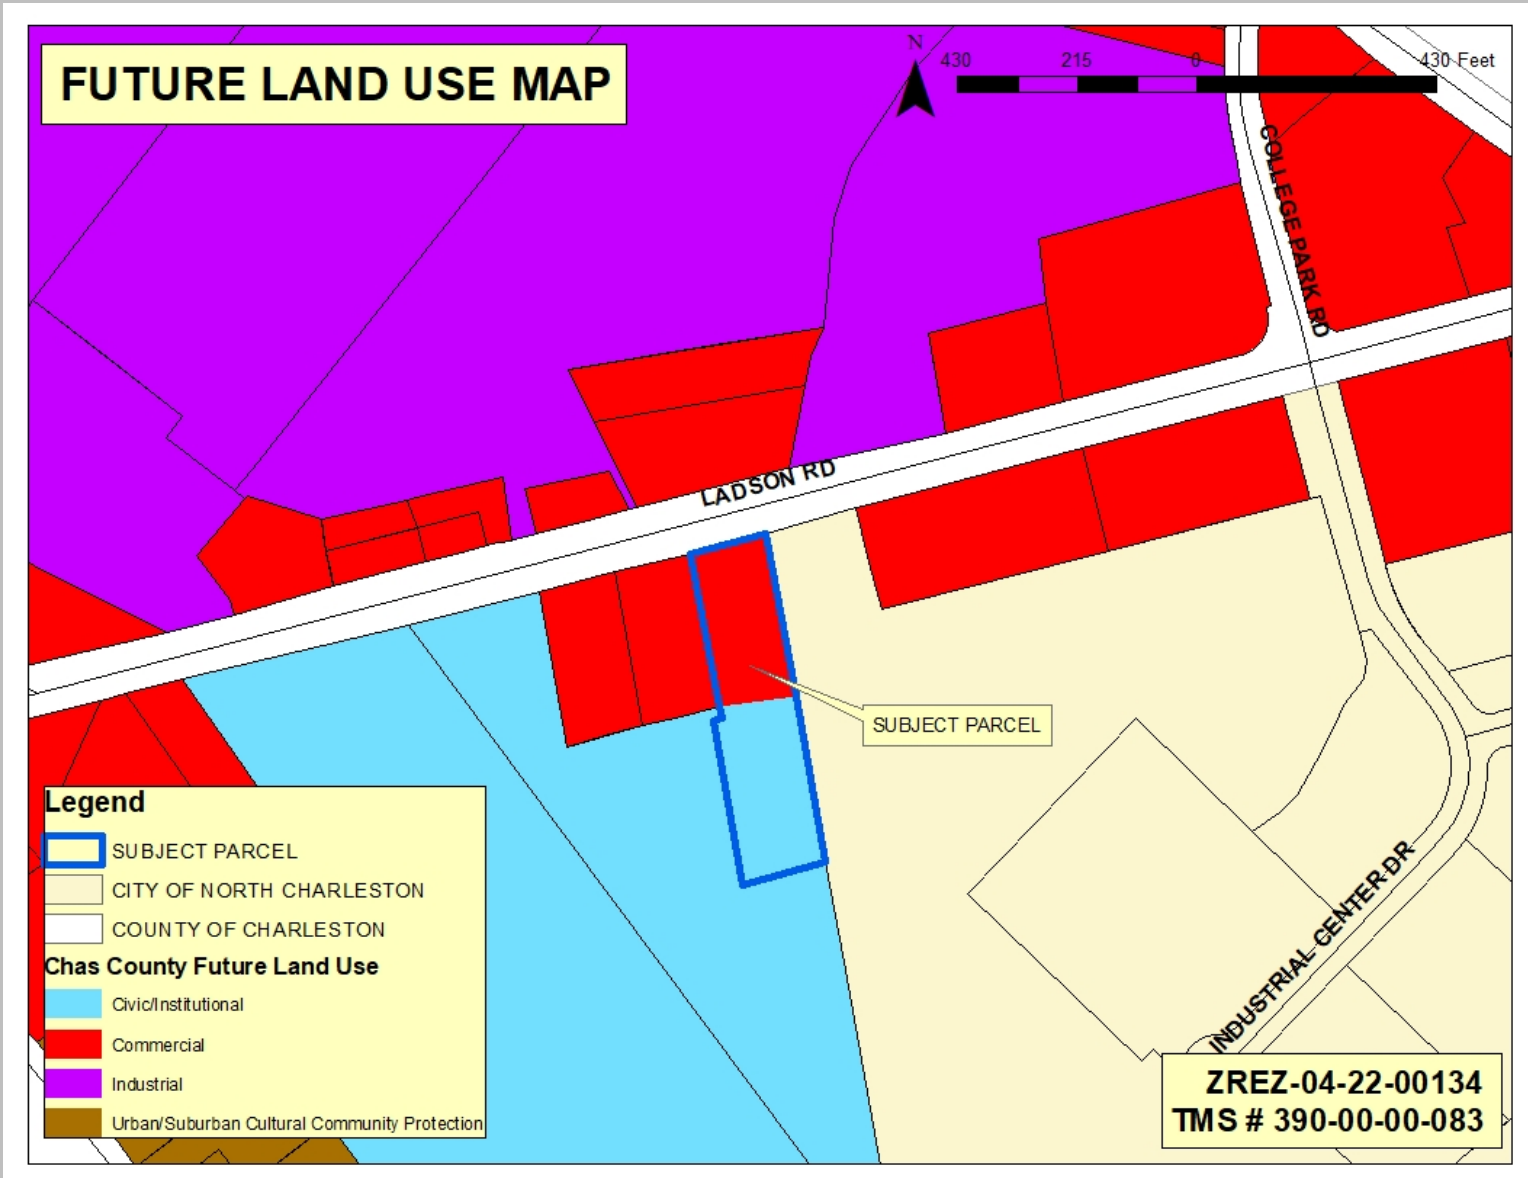 FUTURE LAND USE MAP
N
430 215 0 430 Feet
COLLEGE PARK RD
LADSON RD
SUBJECT PARCEL
INDUSTRIAL CENTER DR
Legend
SUBJECT PARCEL
CITY OF NORTH CHARLESTON
COUNTY OF CHARLESTON
Chas County Future Land Use
Civic/Institutional
Commercial
Industrial
Urban/Suburban Cultural Community Protection
ZREZ-04-22-00134
TMS # 390-00-00-083